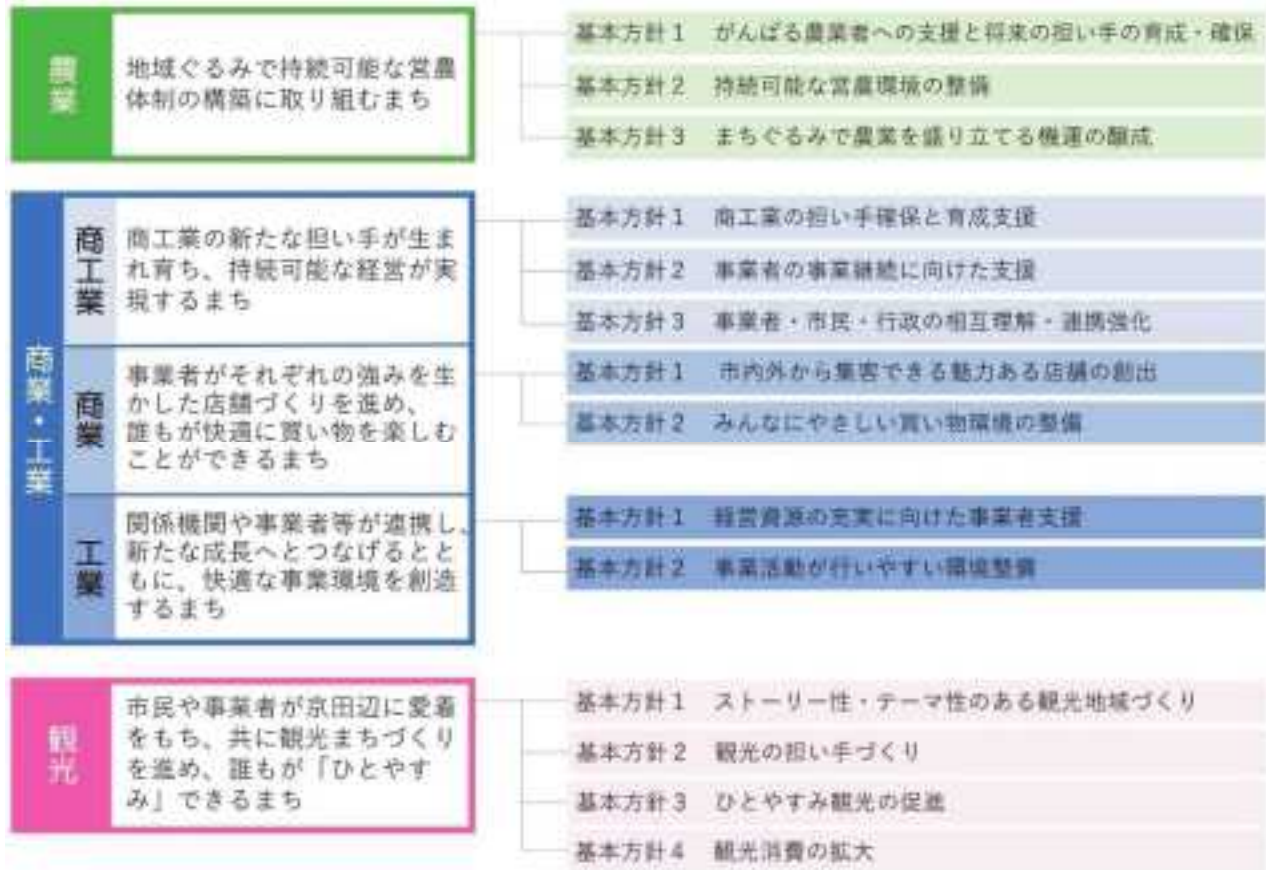 農業
地域ぐるみで持続可能な営農
体制の構築に取り組むまち
基本方針1 がんばる農業者への支援と将来の担い手の育成・確保
基本方針2 持続可能な営農環境の整備
基本方針3 まちぐるみで農業を盛り立てる機運の醸成
商業・工業
商工業
商工業の新たな担い手が生ま
れ育ち、持続可能な経営が実
現するまち
基本方針1 商工業の担い手確保と育成支援
基本方針2 事業者の事業継続に向けた支援
基本方針3 事業者・市民・行政の相互理解・連携強化
商業
事業者がそれぞれの強みを生
かした店舗づくりを進め、
誰もが快適に買い物を楽しむ
ことができるまち
基本方針1 市内外から集客できる魅力ある店舗の創出
基本方針2 みんなにやさしい買い物環境の整備
工業
関係機関や事業者等が連携し、
新たな成長へとつなげるとと
もに、快適な事業環境を創造
するまち
基本方針1 経営資源の充実に向けた事業者支援
基本方針2 事業活動が行いやすい環境整備
観光
市民や事業者が京田辺に愛着
をもち、共に観光まちづくり
を進め、誰もが「ひとやす
み」できるまち
基本方針1 ストーリー性・テーマ性のある観光地域づくり
基本方針2 観光の担い手づくり
基本方針3 ひとやすみ観光の促進
基本方針4 観光消費の拡大